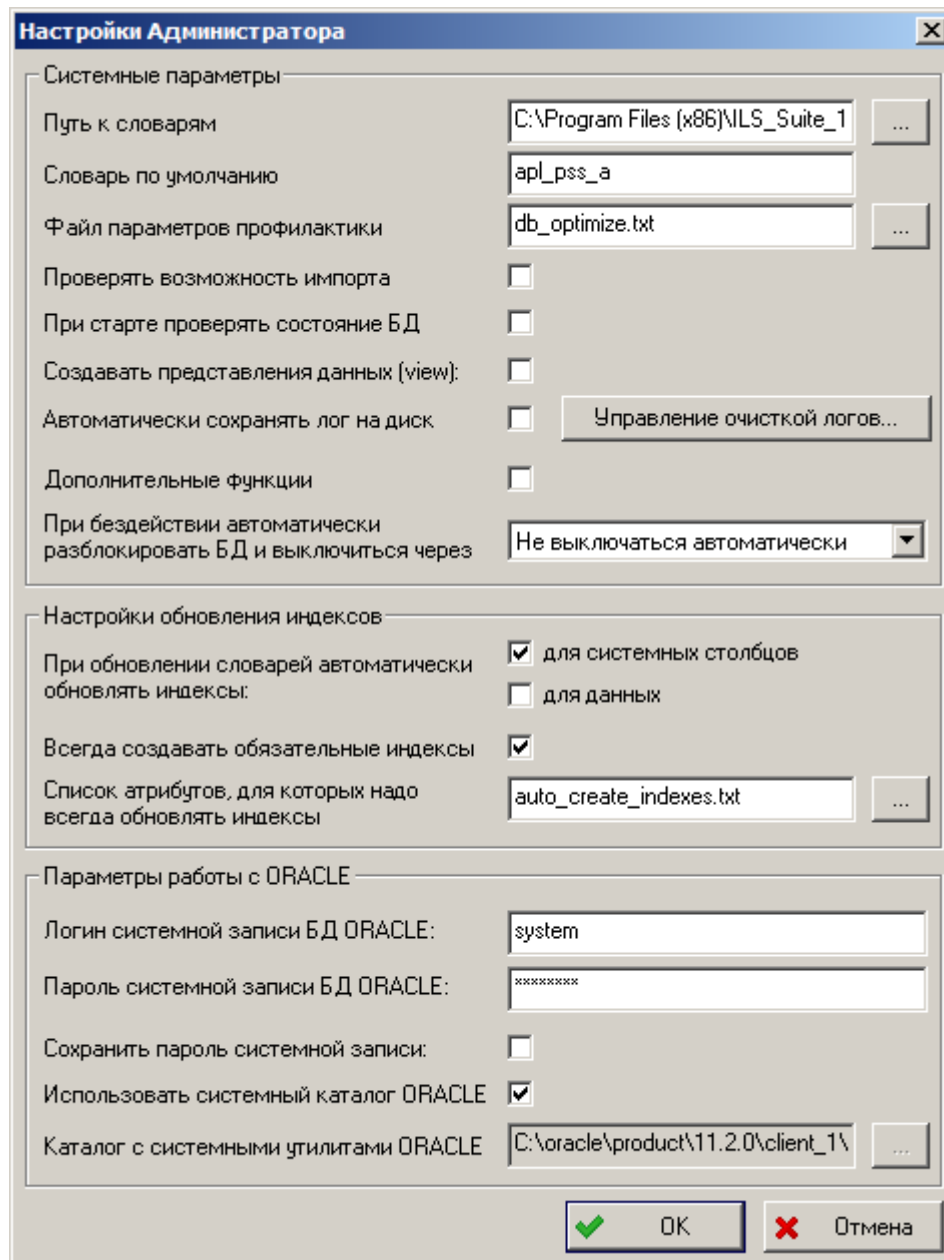 Настройки Администратора
Системные параметры
Путь к словарям
C:\Program Files (x86)\ILS_Suite_1
...
Словарь по умолчанию
apl_pss_a
Файл параметров профилактики
db_optimize.txt
...
Проверять возможность импорта
При старте проверять состояние БД
Создавать представления данных (view):
Автоматически сохранять лог на диск
Управление очисткой логов...
Дополнительные функции
При бездействии автоматически
разблокировать БД и выключиться через
Не выключаться автоматически
Настройки обновления индексов
При обновлении словарей автоматически
обновлять индексы:
для системных столбцов
для данных
Всегда создавать обязательные индексы
Список атрибутов, для которых надо
всегда обновлять индексы
auto_create_indexes.txt
...
Параметры работы с ORACLE
Логин системной записи БД ORACLE:
system
Пароль системной записи БД ORACLE:
********
Сохранить пароль системной записи:
Использовать системный каталог ORACLE
Каталог с системными утилитами ORACLE
C:\oracle\product\11.2.0\client_1\
...
OK
Отмена